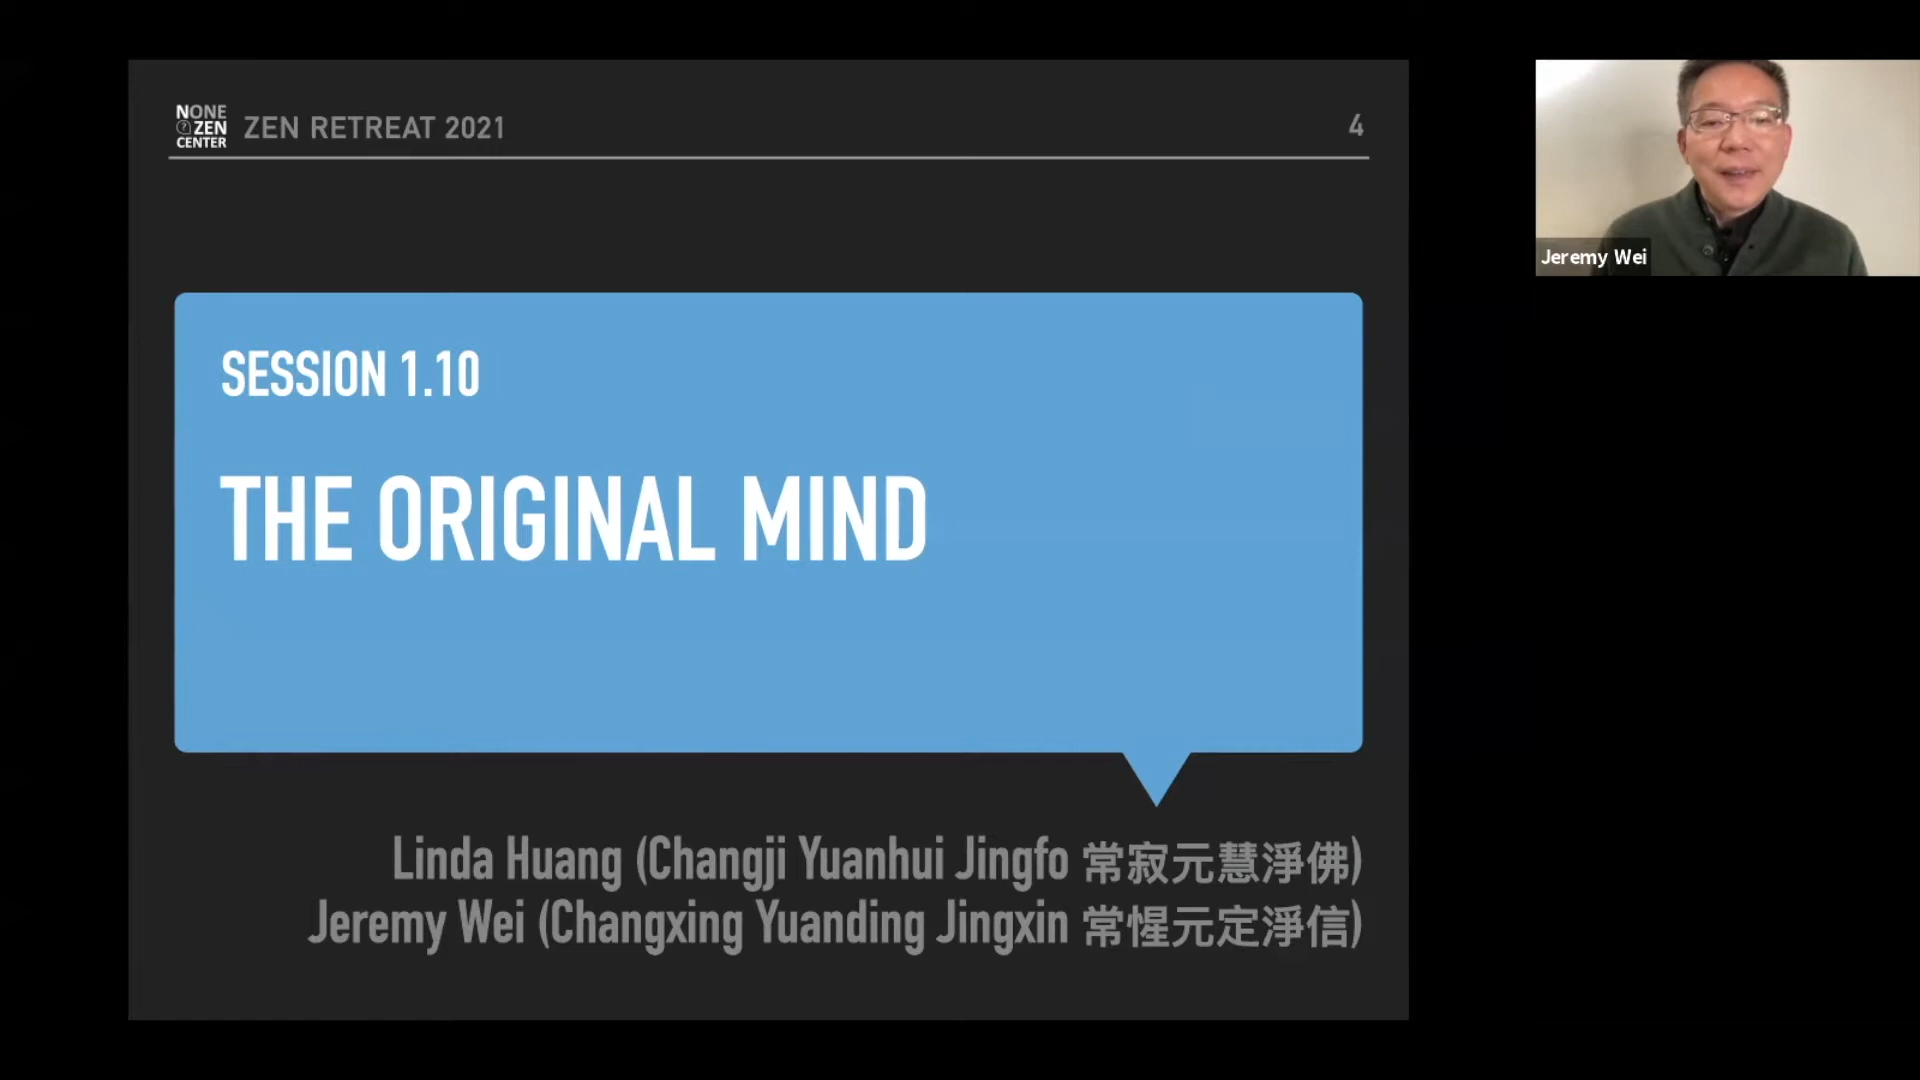 NONE
ZEN
CENTER
ZEN RETREAT 2021
4
SESSION 1.10
THE ORIGINAL MIND
Linda Huang (Changji Yuanhui Jingfo 常寂元慧淨佛)
Jeremy Wei (Changxing Yuanding Jingxin 常惺元定淨信)
Jeremy Wei